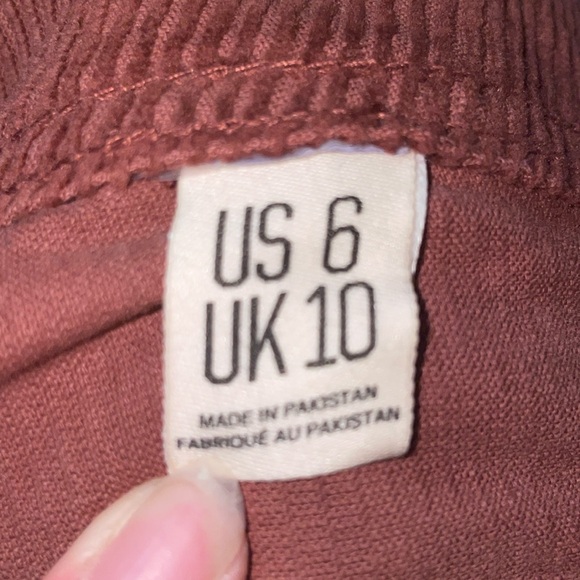 US 6
UK 10
MADE IN PAKISTAN
FABRIQUÉ AU PAKISTAN